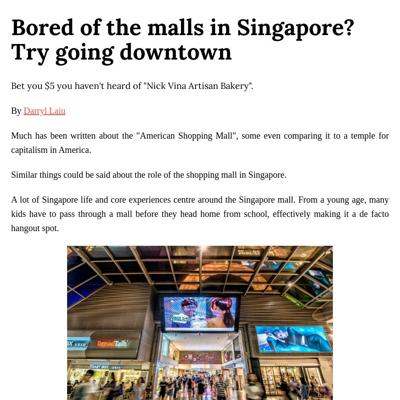 Bored of the malls in Singapore?
Try going downtown
Bet you $5 you haven't heard of "Nick Vina Artisan Bakery".
By Darryl Laiu
Much has been written about the "American Shopping Mall", some even comparing it to a temple for
capitalism in America.
Similar things could be said about the role of the shopping mall in Singapore.
A lot of Singapore life and core experiences centre around the Singapore mall. From a young age, many
kids have to pass through a mall before they head home from school, effectively making it a de facto
hangout spot.